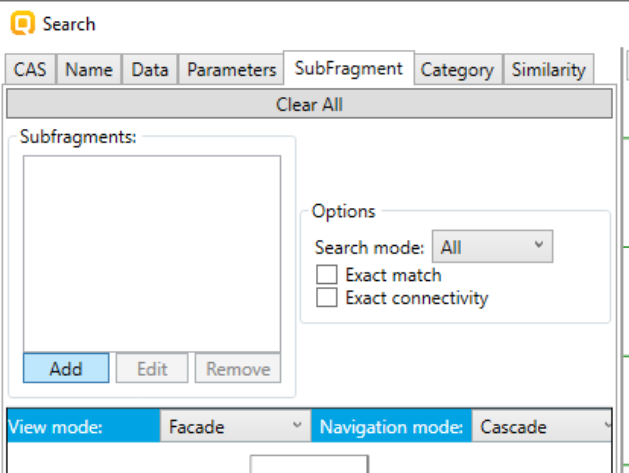 Search
CAS Name Data Parameters SubFragment Category Similarity
Clear All
Subfragments:
Options
Search mode: All
Exact match
Exact connectivity
Add Edit Remove
View mode: Facade Navigation mode: Cascade